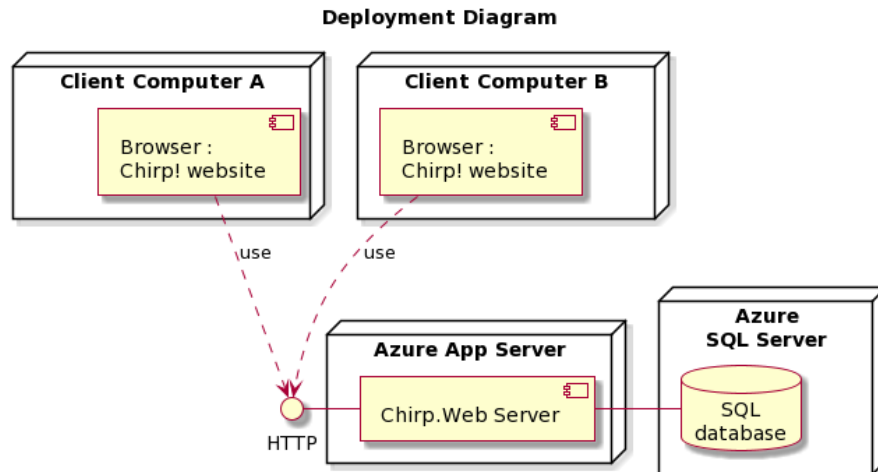 Deployment Diagram
Client Computer A
Browser :
Chirp! website
Client Computer B
Browser :
Chirp! website
use
use
Azure App Server
Chirp.Web Server
HTTP
Azure
SQL Server
SQL
database